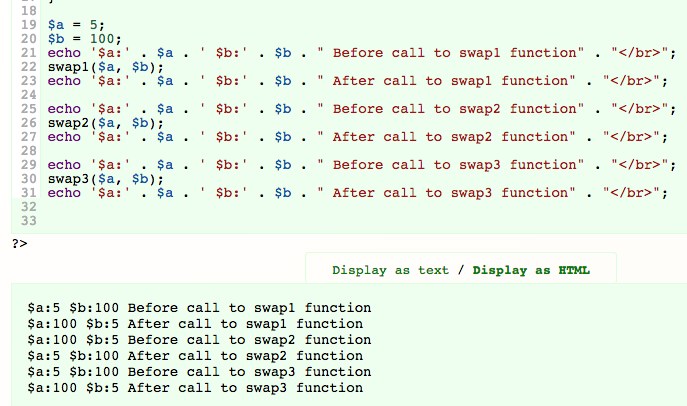 18
19 $a = 5;
20 $b = 100;
21 echo '$a:' . $a . ' $b:' . $b . " Before call to swap1 function" . "</br>";
22 swap1($a, $b);
23 echo '$a:' . $a . ' $b:' . $b . " After call to swap1 function" . "</br>";
24
25 echo '$a:' . $a . ' $b:' . $b . " Before call to swap2 function" . "</br>";
26 swap2($a, $b);
27 echo '$a:' . $a . ' $b:' . $b . " After call to swap2 function" . "</br>";
28
29 echo '$a:' . $a . ' $b:' . $b . " Before call to swap3 function" . "</br>";
30 swap3($a, $b);
31 echo '$a:' . $a . ' $b:' . $b . " After call to swap3 function" . "</br>";
32
33
?>
Display as text / Display as HTML
$a:5 $b:100 Before call to swap1 function
$a:100 $b:5 After call to swap1 function
$a:100 $b:5 Before call to swap2 function
$a:5 $b:100 After call to swap2 function
$a:5 $b:100 Before call to swap3 function
$a:100 $b:5 After call to swap3 function